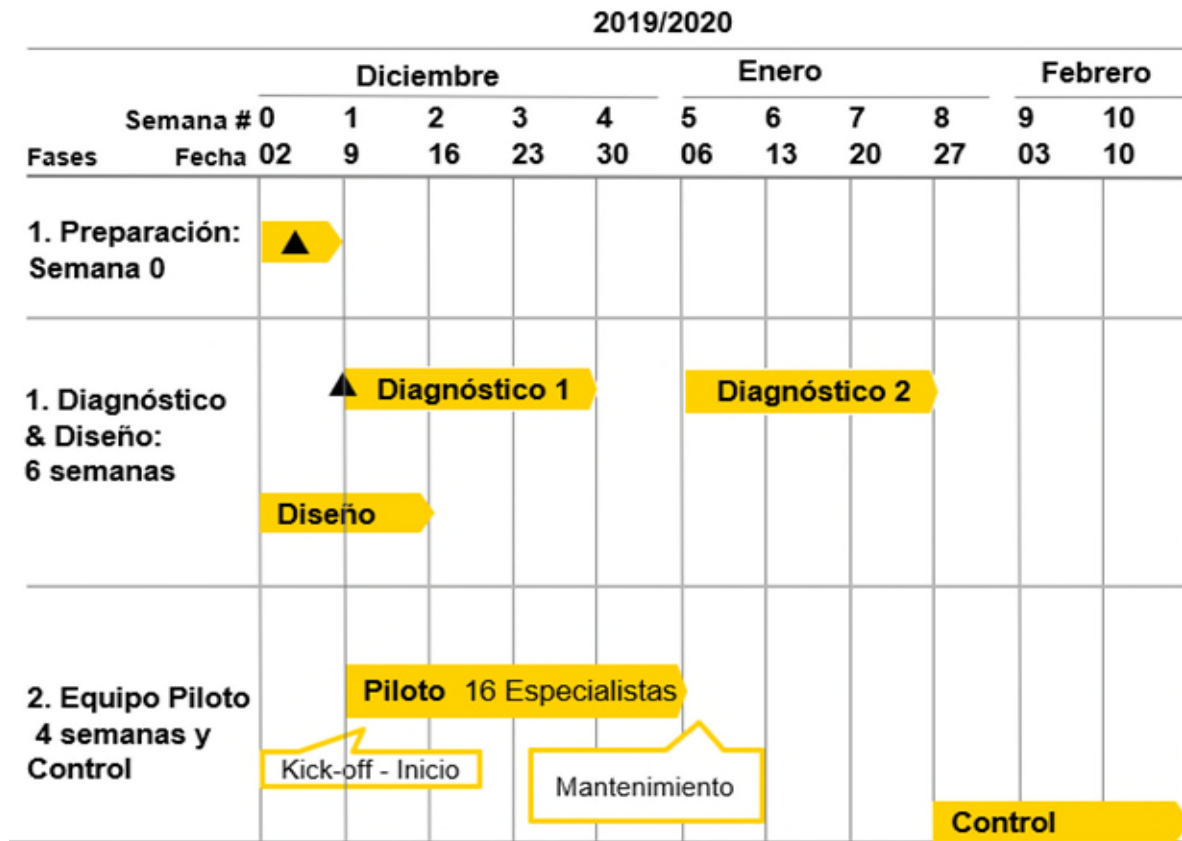 2019/2020
Diciembre Enero Febrero
Semana # 0 1 2 3 4 5 6 7 8 9 10
Fases Fecha 02 9 16 23 30 06 13 20 27 03 10
1. Preparación:
Semana 0
1. Diagnóstico
& Diseño:
6 semanas
Diagnóstico 1 Diagnóstico 2
Diseño
2. Equipo Piloto
4 semanas y
Control
Piloto 16 Especialistas
Kick-off - Inicio
Mantenimiento
Control